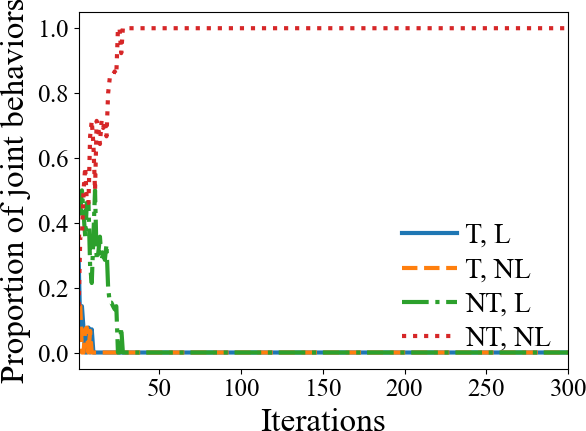 Proportion of joint behaviors
1.0
0.8
0.6
0.4
0.2
0.0
T, L
T, NL
NT, L
NT, NL
50 100 150 200 250 300
Iterations